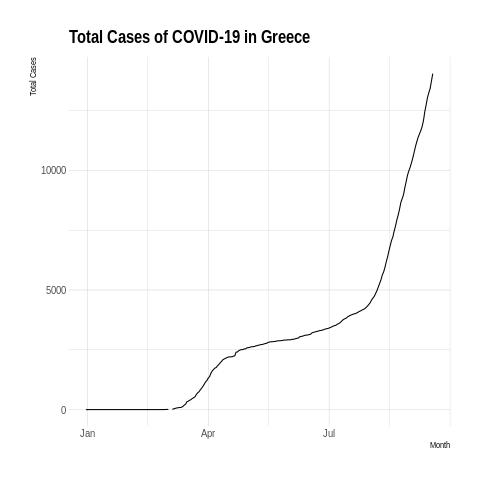 Total Cases of COVID-19 in Greece
Total Cases
10000
5000
0
Jan Apr Jul
Month